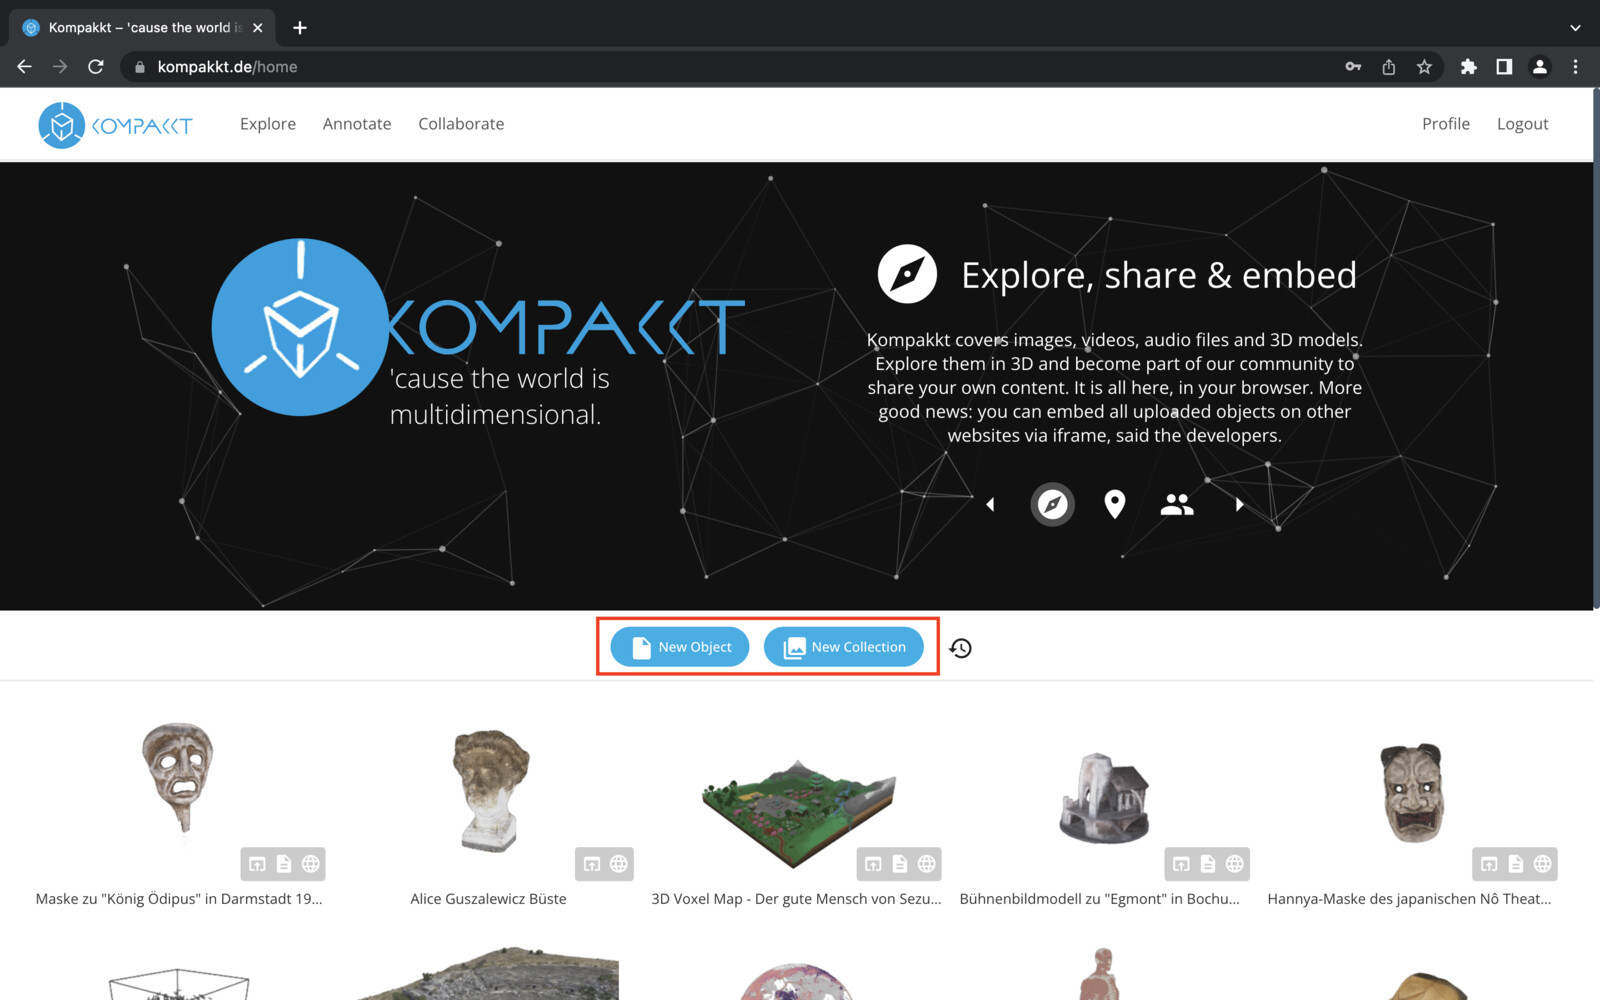 Kompakkt – 'cause the world is
kompakkt.de/home
KOMPAKKT
Explore
Annotate
Collaborate
Profile
Logout
KOMPAKKT
'cause the world is
multidimensional.
Explore, share & embed
Kompakkt covers images, videos, audio files and 3D models.
Explore them in 3D and become part of our community to
share your own content. It is all here, in your browser. More
good news: you can embed all uploaded objects on other
websites via iframe, said the developers.
New Object
New Collection
Maske zu "König Ödipus" in Darmstadt 19...
Alice Guszalewicz Büste
3D Voxel Map - Der gute Mensch von Sezu...
Bühnenbildmodell zu "Egmont" in Bochu...
Hannya-Maske des japanischen Nô Theat...